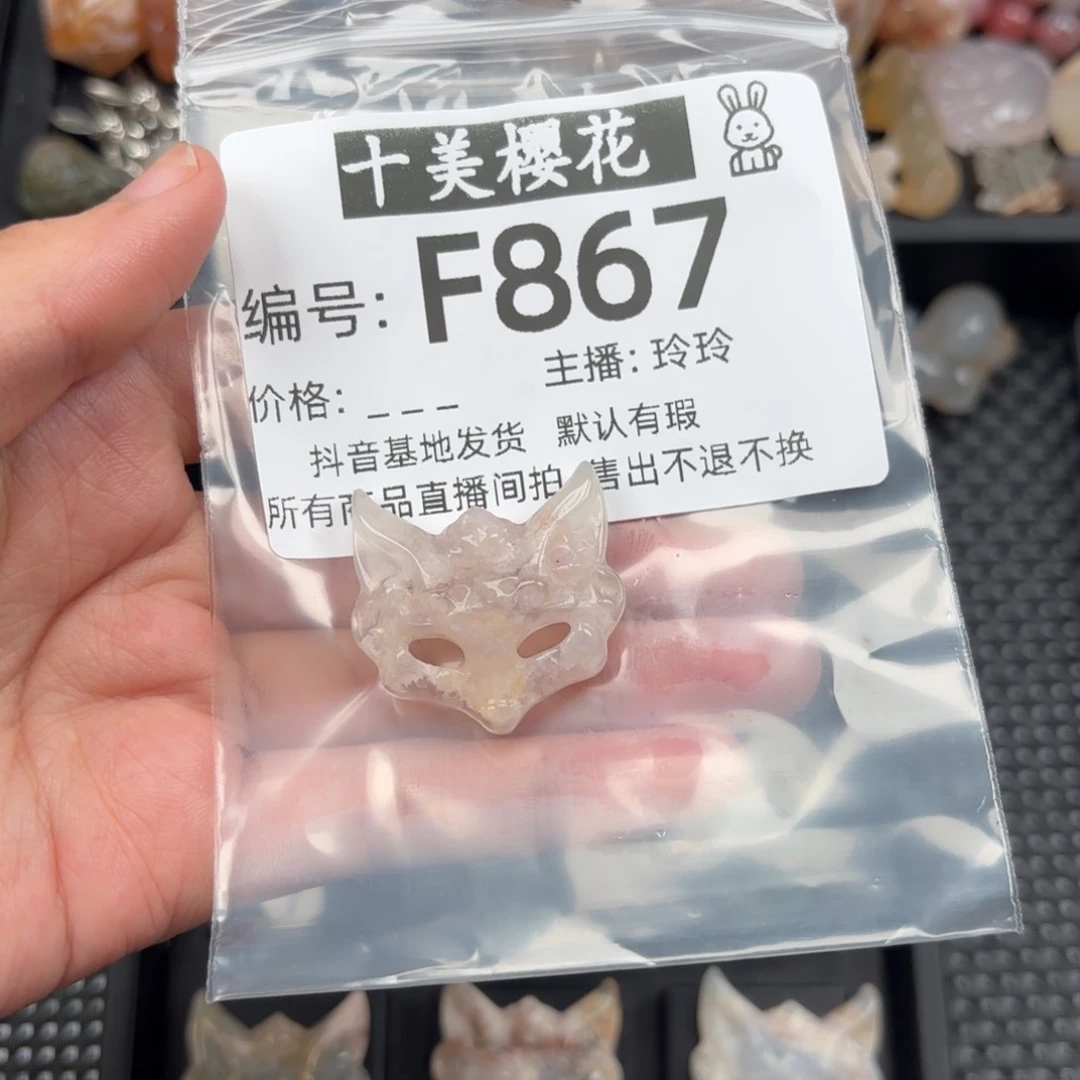 十美樱花
编号: F867
价格: _ _ _ 主播: 玲玲
抖音基地发货 默认有瑕
所有商品直播间拍 售出不退不换